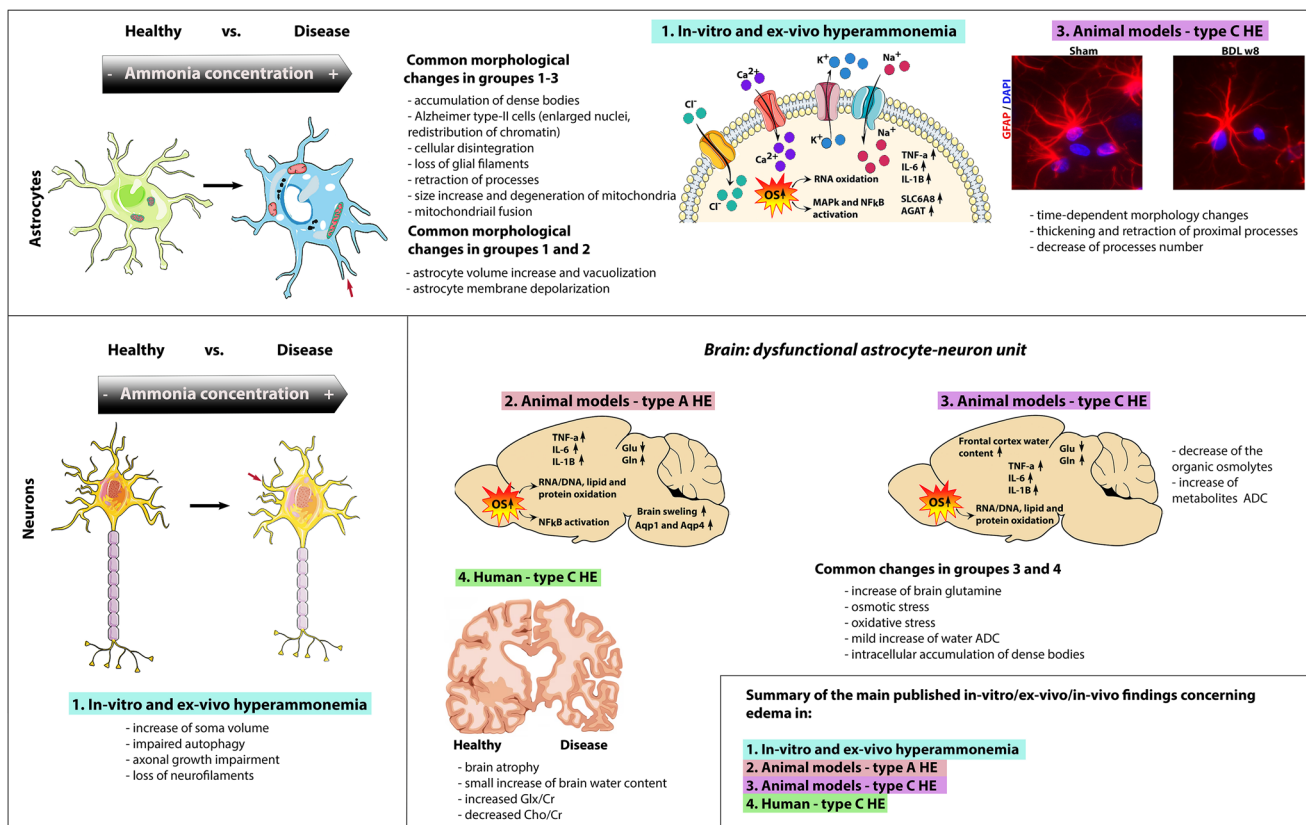 Healthy vs. Disease
- Ammonia concentration +
Astrocytes
Common morphological
changes in groupes 1-3
- accumulation of dense bodies
- Alzheimer type-II cells (enlarged nuclei,
redistribution of chromatin)
- cellular disintegration
- loss of glial filaments
- retraction of processes
- size increase and degeneration of mitochondria
- mitochondriail fusion
Common morphological
changes in groupes 1 and 2
- astrocyte volume increase and vacuolization
- astrocyte membrane depolarization
1. In-vitro and ex-vivo hyperammonemia
Cl-
Ca2+
K+
Na+
Cl-
Ca2+
K+
Na+
OS
RNA oxidation
MAPk and NFkB
activation
TNF-a
IL-6
IL-1B
SLC6A8
AGAT
3. Animal models - type C HE
Sham
BDL w8
GFAP / DAPI
- time-dependent morphology changes
- thickening and retraction of proximal processes
- decrease of processes number
Healthy vs. Disease
- Ammonia concentration +
Neurons
1. In-vitro and ex-vivo hyperammonemia
- increase of soma volume
- impaired autophagy
- axonal growth impairment
- loss of neurofilaments
Brain: dysfunctional astrocyte-neuron unit
2. Animal models - type A HE
TNF-a
IL-6
IL-1B
Glu
Gln
OS
RNA/DNA, lipid and
protein oxidation
NFkB activation
Brain sweling
Aqp1 and Aqp4
3. Animal models - type C HE
Frontal cortex water
content
TNF-a
IL-6
IL-1B
Glu
Gln
OS
RNA/DNA, lipid and
protein oxidation
- decrease of the
organic osmolytes
- increase of
metabolites ADC
4. Human - type C HE
Healthy Disease
- brain atrophy
- small increase of brain water content
- increased Glx/Cr
- decreased Cho/Cr
Common changes in groupes 3 and 4
- increase of brain glutamine
- osmotic stress
- oxidative stress
- mild increase of water ADC
- intracellular accumulation of dense bodies
Summary of the main published in-vitro/ex-vivo/in-vivo findings concerning
edema in:
1. In-vitro and ex-vivo hyperammonemia
2. Animal models - type A HE
3. Animal models - type C HE
4. Human - type C HE